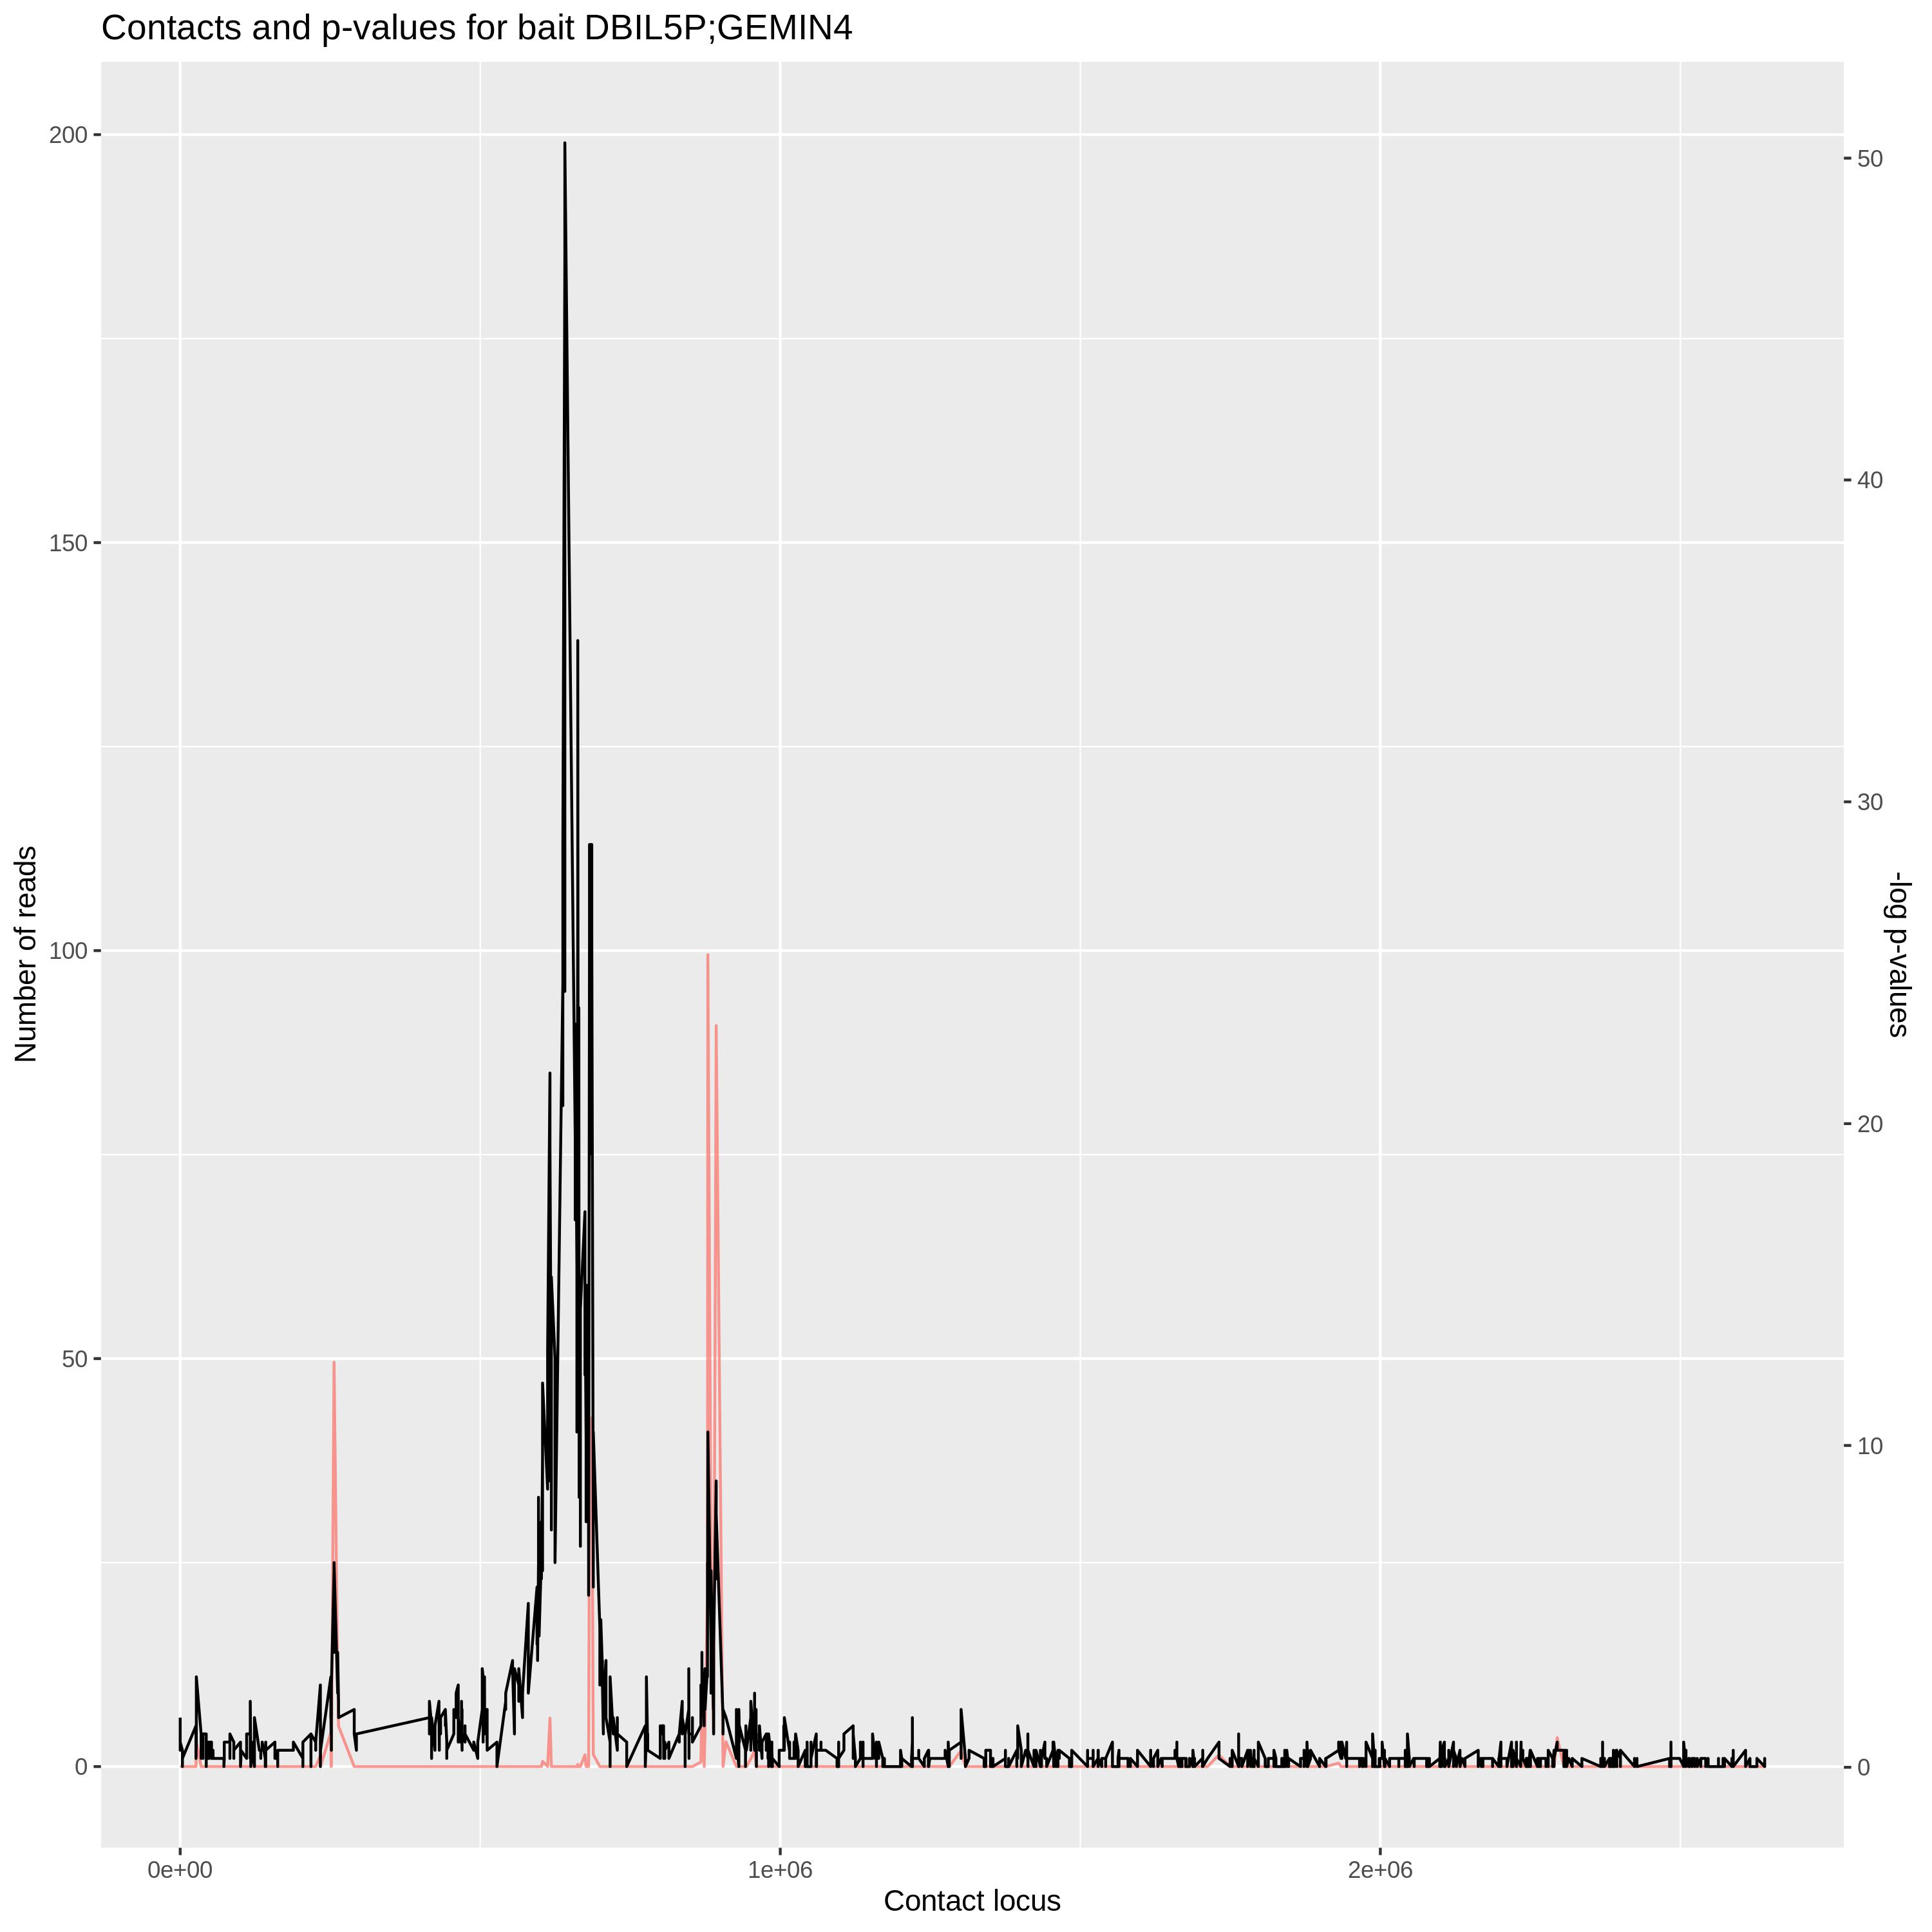 Contacts and p-values for bait DBIL5P;GEMIN4
200
150
100
50
0
Number of reads
50
40
30
20
10
0
-log p-values
0e+00
1e+06
2e+06
Contact locus